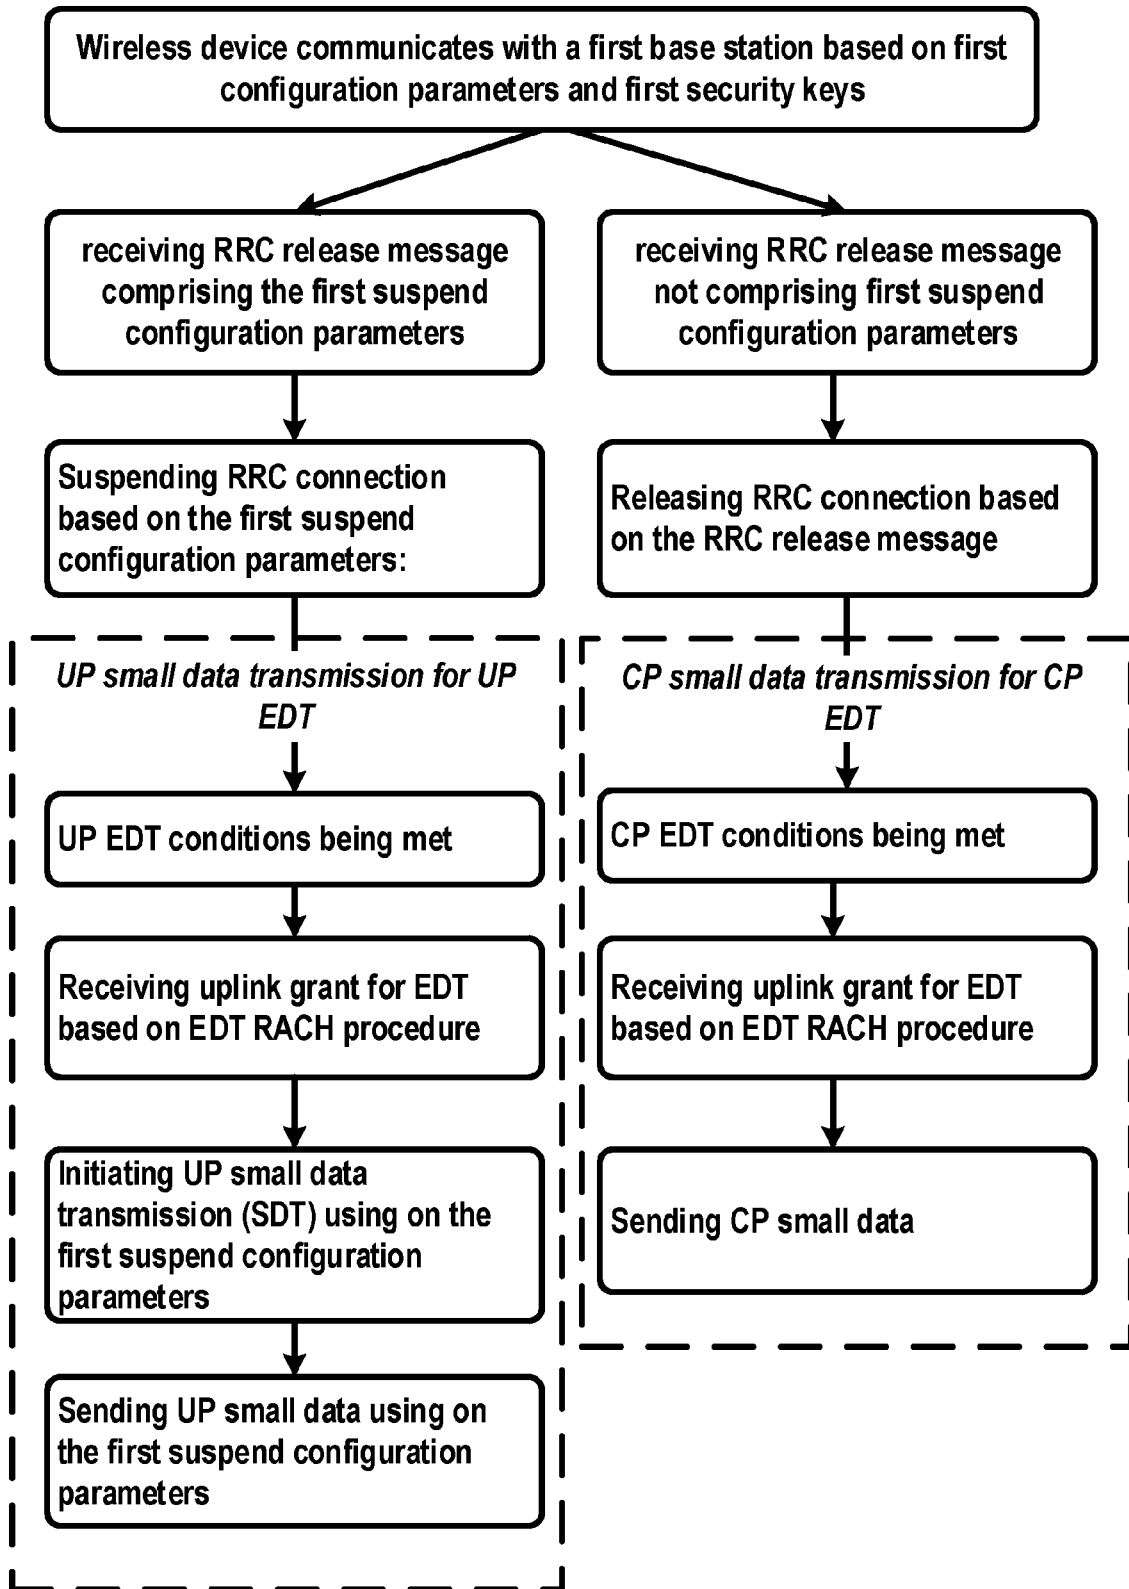 Wireless device communicates with a first base station based on first
configuration parameters and first security keys
receiving RRC release message
comprising the first suspend
configuration parameters
receiving RRC release message
not comprising first suspend
configuration parameters
Suspending RRC connection
based on the first suspend
configuration parameters:
Releasing RRC connection based
on the RRC release message
UP small data transmission for UP
EDT
UP EDT conditions being met
Receiving uplink grant for EDT
based on EDT RACH procedure
Initiating UP small data
transmission (SDT) using on the
first suspend configuration
parameters
Sending UP small data using on
the first suspend configuration
parameters
CP small data transmission for CP
EDT
CP EDT conditions being met
Receiving uplink grant for EDT
based on EDT RACH procedure
Sending CP small data